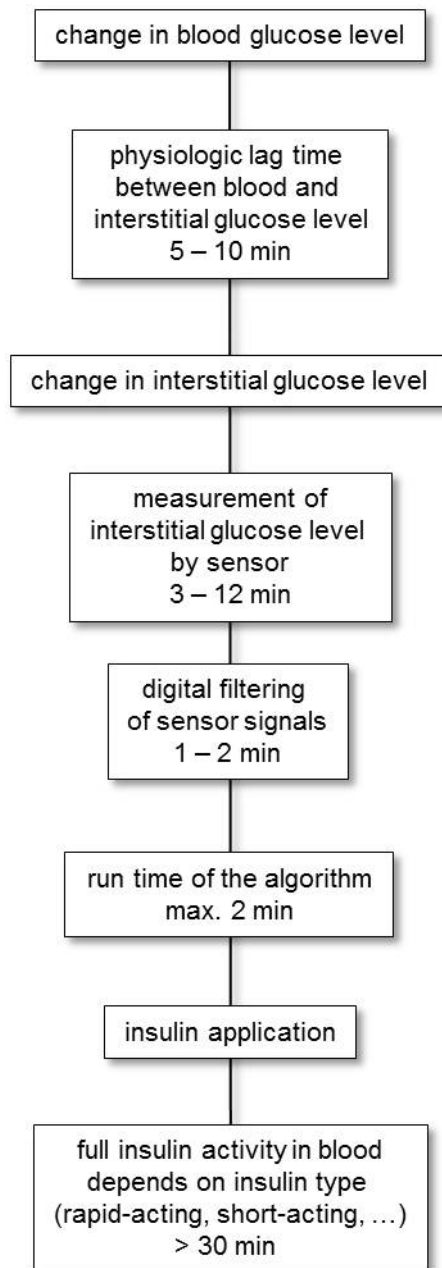 change in blood glucose level
physiologic lag time
between blood and
interstitial glucose level
5 – 10 min
change in interstitial glucose level
measurement of
interstitial glucose level
by sensor
3 – 12 min
digital filtering
of sensor signals
1 – 2 min
run time of the algorithm
max. 2 min
insulin application
full insulin activity in blood
depends on insulin type
(rapid-acting, short-acting, …)
> 30 min